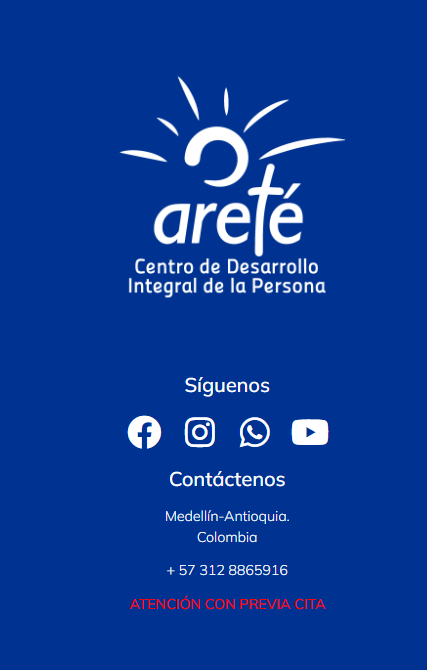 areté
Centro de Desarrollo
Integral de la Persona
Síguenos
Contáctenos
Medellín-Antioquia.
Colombia
+ 57 312 8865916
ATENCIÓN CON PREVIA CITA